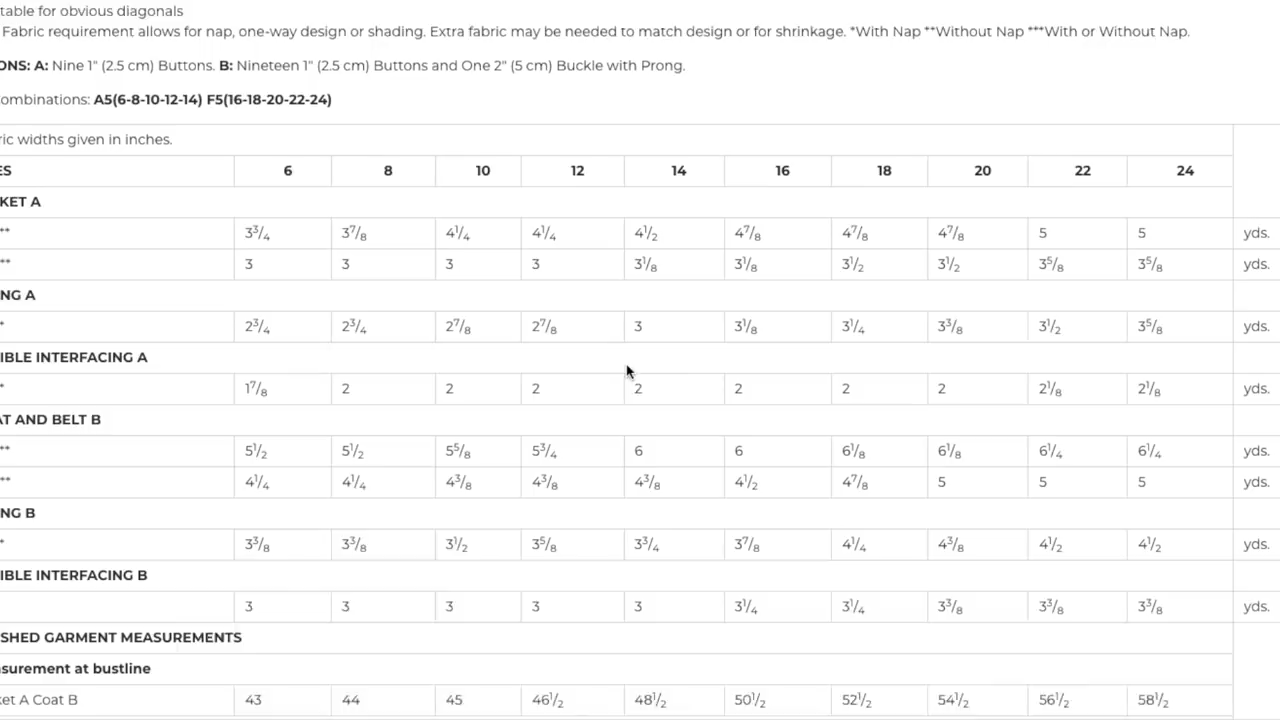 table for obvious diagonals
Fabric requirement allows for nap, one-way design or shading. Extra fabric may be needed to match design or for shrinkage. *With Nap **Without Nap ***With or Without Nap.
ONS: A: Nine 1" (2.5 cm) Buttons. B: Nineteen 1" (2.5 cm) Buttons and One 2" (5 cm) Buckle with Prong.
ombinations: A5(6-8-10-12-14) F5(16-18-20-22-24)
ric widths given in inches.
ES 6 8 10 12 14 16 18 20 22 24
KET A
** 3³/₄ 3⁷/₈ 4¹/₄ 4¹/₄ 4¹/₂ 4⁷/₈ 4⁷/₈ 4⁷/₈ 5 5 yds.
** 3 3 3 3 3¹/₈ 3¹/₈ 3¹/₂ 3¹/₂ 3⁵/₈ 3⁵/₈ yds.
NG A
* 2³/₄ 2³/₄ 2⁷/₈ 2⁷/₈ 3 3¹/₈ 3¹/₄ 3³/₈ 3¹/₂ 3⁵/₈ yds.
IBLE INTERFACING A
* 1⁷/₈ 2 2 2 2 2 2 2 2¹/₈ 2¹/₈ yds.
AT AND BELT B
** 5¹/₂ 5¹/₂ 5⁵/₈ 5³/₄ 6 6 6¹/₈ 6¹/₈ 6¹/₄ 6¹/₄ yds.
** 4¹/₄ 4¹/₄ 4³/₈ 4³/₈ 4³/₈ 4¹/₂ 4⁷/₈ 5 5 5 yds.
NG B
* 3³/₈ 3³/₈ 3¹/₂ 3⁵/₈ 3³/₄ 3⁷/₈ 4¹/₄ 4³/₈ 4¹/₂ 4¹/₂ yds.
IBLE INTERFACING B
3 3 3 3 3 3¹/₄ 3¹/₄ 3³/₈ 3³/₈ 3³/₈ yds.
SHED GARMENT MEASUREMENTS
asurement at bustline
ket A Coat B 43 44 45 46¹/₂ 48¹/₂ 50¹/₂ 52¹/₂ 54¹/₂ 56¹/₂ 58¹/₂